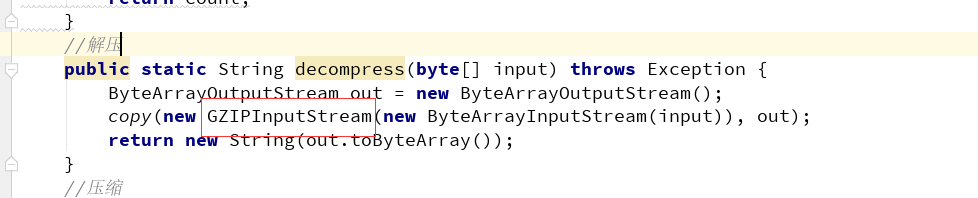 return count;
}
//解压
public static String decompress(byte[] input) throws Exception {
ByteArrayOutputStream out = new ByteArrayOutputStream();
copy(new GZIPInputStream(new ByteArrayInputStream(input)), out);
return new String(out.toByteArray());
}
//压缩